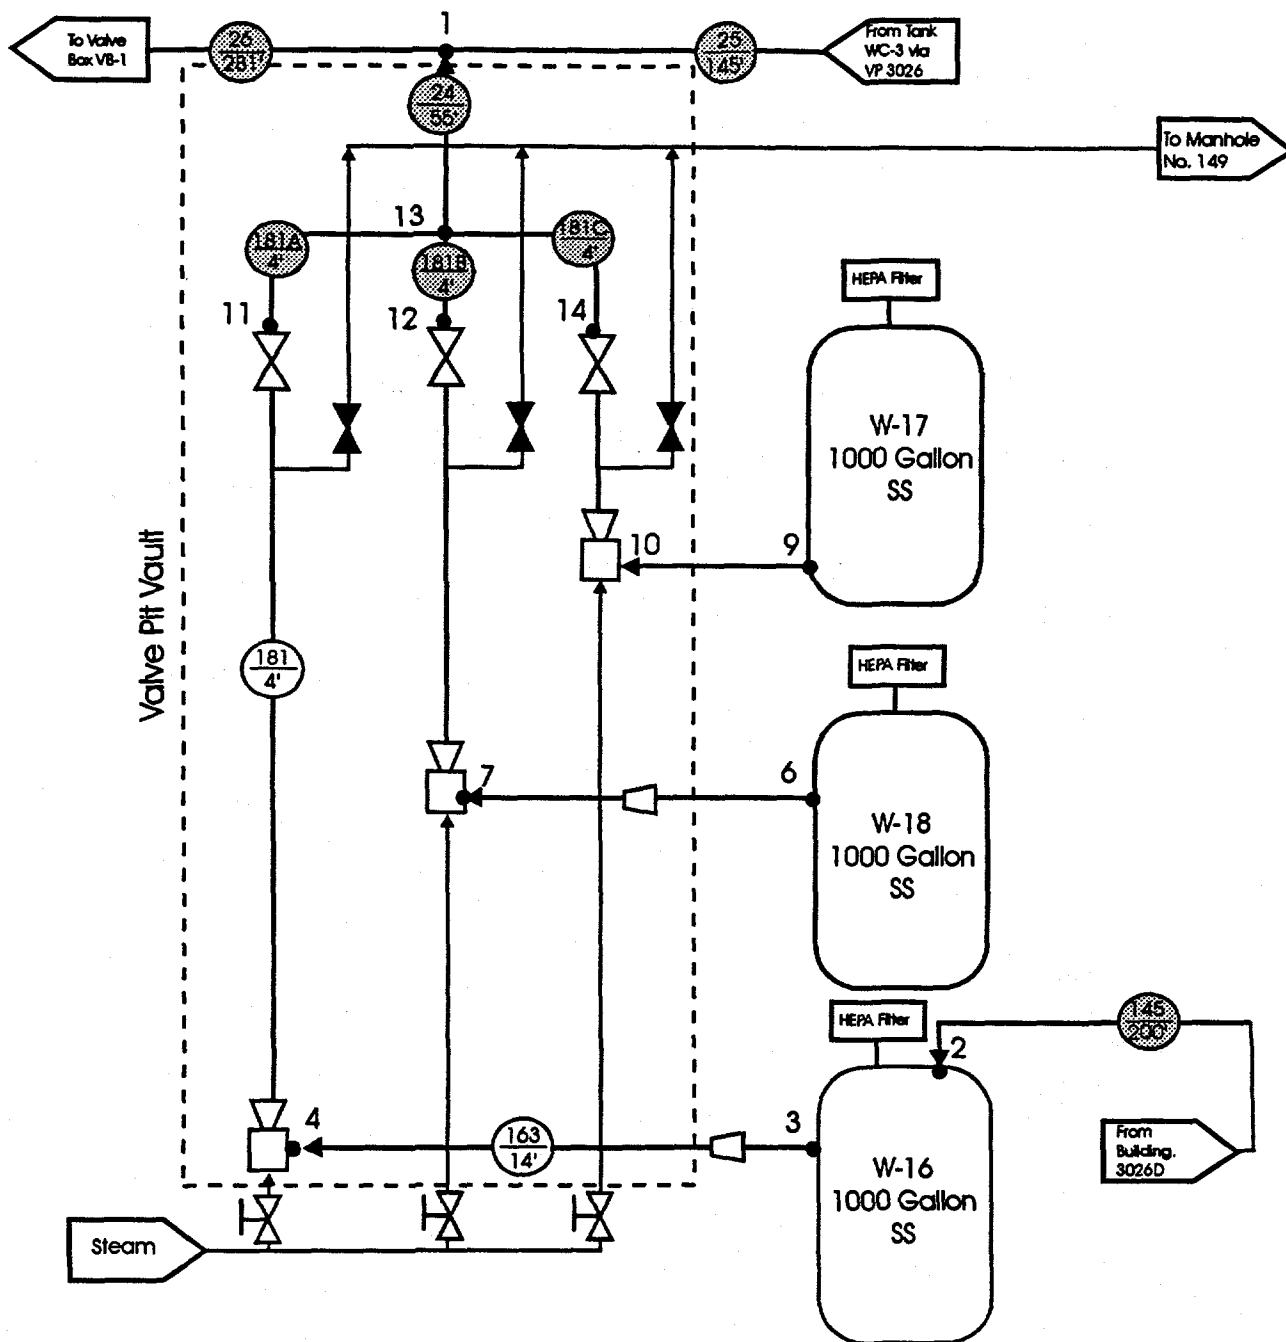 1
To Valve
Box VB-1
26
281'
25
145'
From Tank
WC-3 via
VP 3026
24
55'
To Manhole
No. 149
13
181A
4'
181B
4'
181C
4'
11
12
14
HEPA Filter
W-17
1000 Gallon
SS
10
9
Valve Pit Vault
181
4'
HEPA Filter
7
6
W-18
1000 Gallon
SS
HEPA Filter
145
200'
2
4
163
14'
3
From
Building.
3026D
W-16
1000 Gallon
SS
Steam